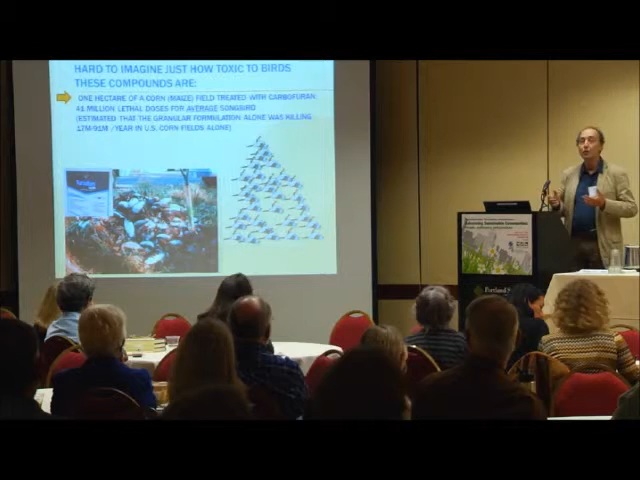 HARD TO IMAGINE JUST HOW TOXIC TO BIRDS
THESE COMPOUNDS ARE:
ONE HECTARE OF A CORN (MAIZE) FIELD TREATED WITH CARBOFURAN:
41 MILLION LETHAL DOSES FOR AVERAGE SONGBIRD
(ESTIMATED THAT THE GRANULAR FORMULATION ALONE WAS KILLING
17M-91M /YEAR IN U.S. CORN FIELDS ALONE)